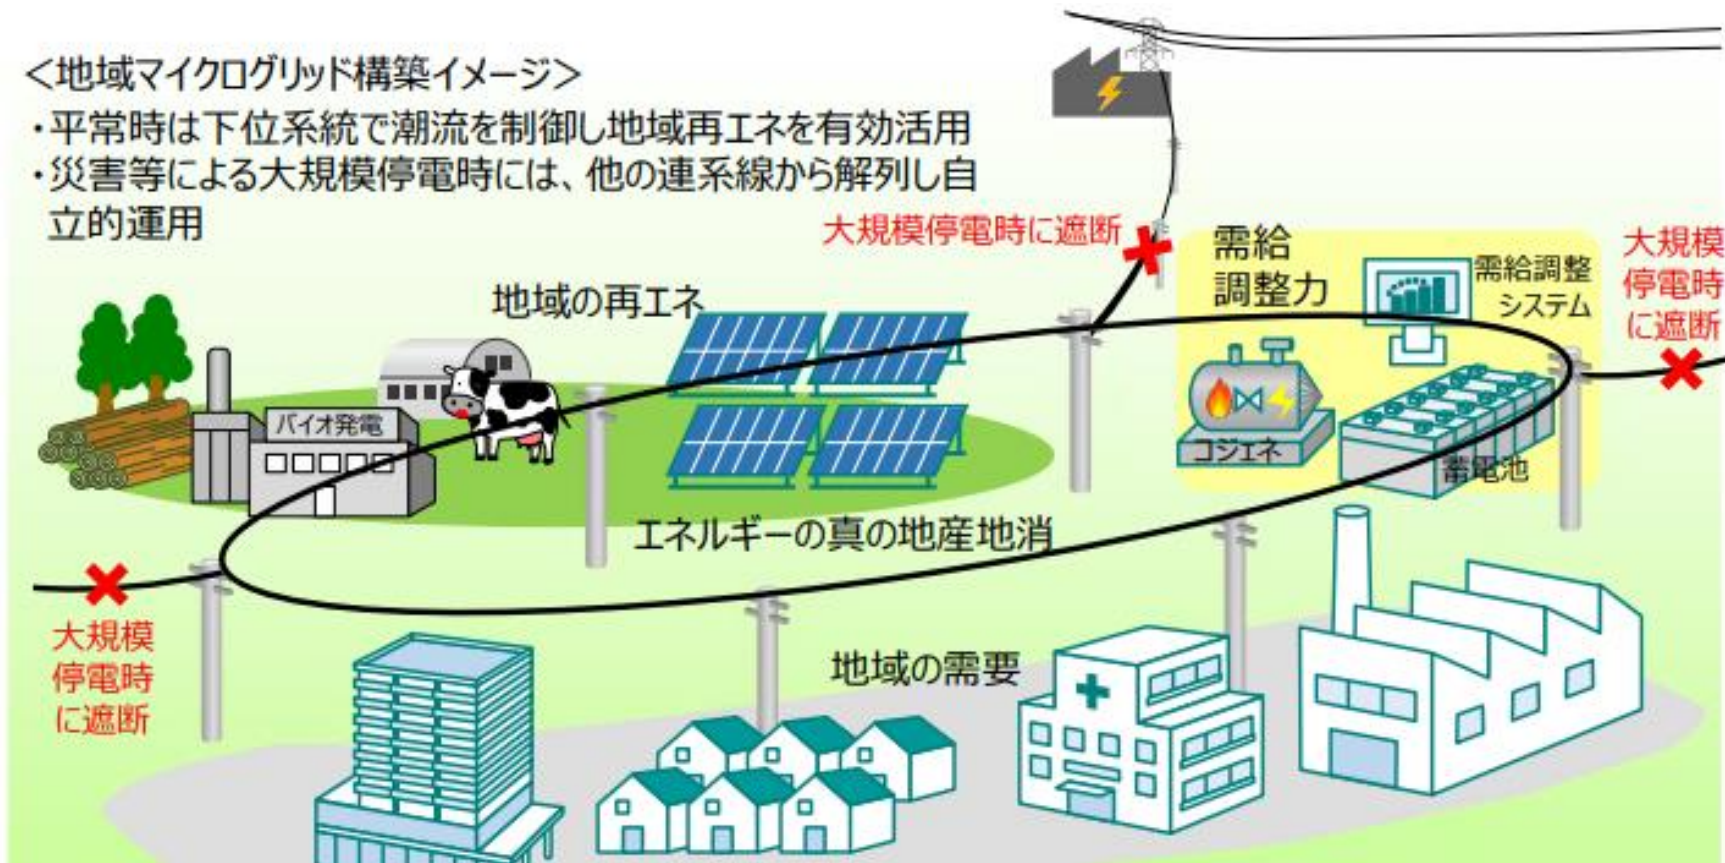 ＜地域マイクログリッド構築イメージ＞
・平常時は下位系統で潮流を制御し地域再エネを有効活用
・災害等による大規模停電時には、他の連系線から解列し自
立的運用
大規模停電時に遮断
需給
調整力
需給調整
システム
大規模
停電時
に遮断
地域の再エネ
バイオ発電
コジェネ
蓄電池
エネルギーの真の地産地消
大規模
停電時
に遮断
地域の需要